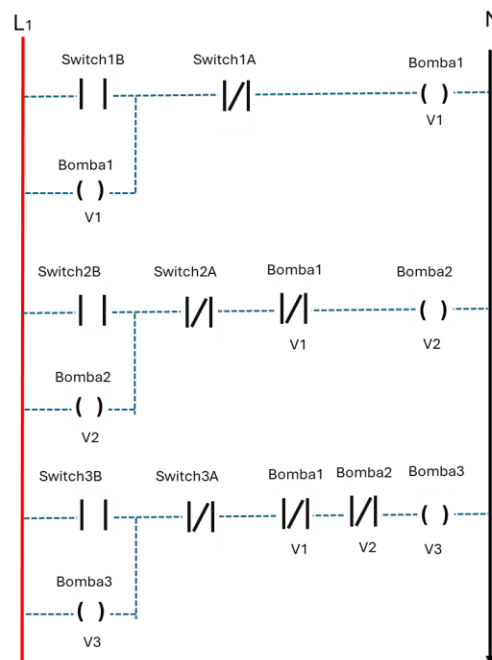 L1
N
Switch1B
Switch1A
Bomba1
V1
Bomba1
V1
Switch2B
Switch2A
Bomba1
Bomba2
V1
V2
Bomba2
V2
Switch3B
Switch3A
Bomba1
Bomba2
Bomba3
V1
V2
V3
Bomba3
V3